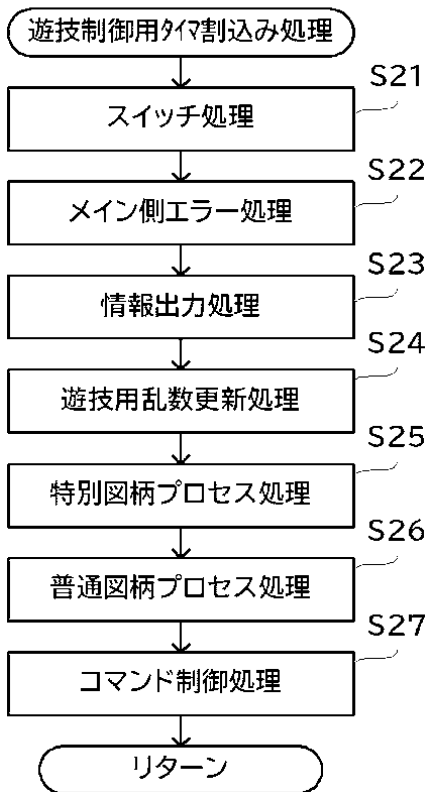 遊技制御用ﾀｲﾏ割込み処理
S21
スイッチ処理
S22
メイン側エラー処理
S23
情報出力処理
S24
遊技用乱数更新処理
S25
特別図柄プロセス処理
S26
普通図柄プロセス処理
S27
コマンド制御処理
リターン